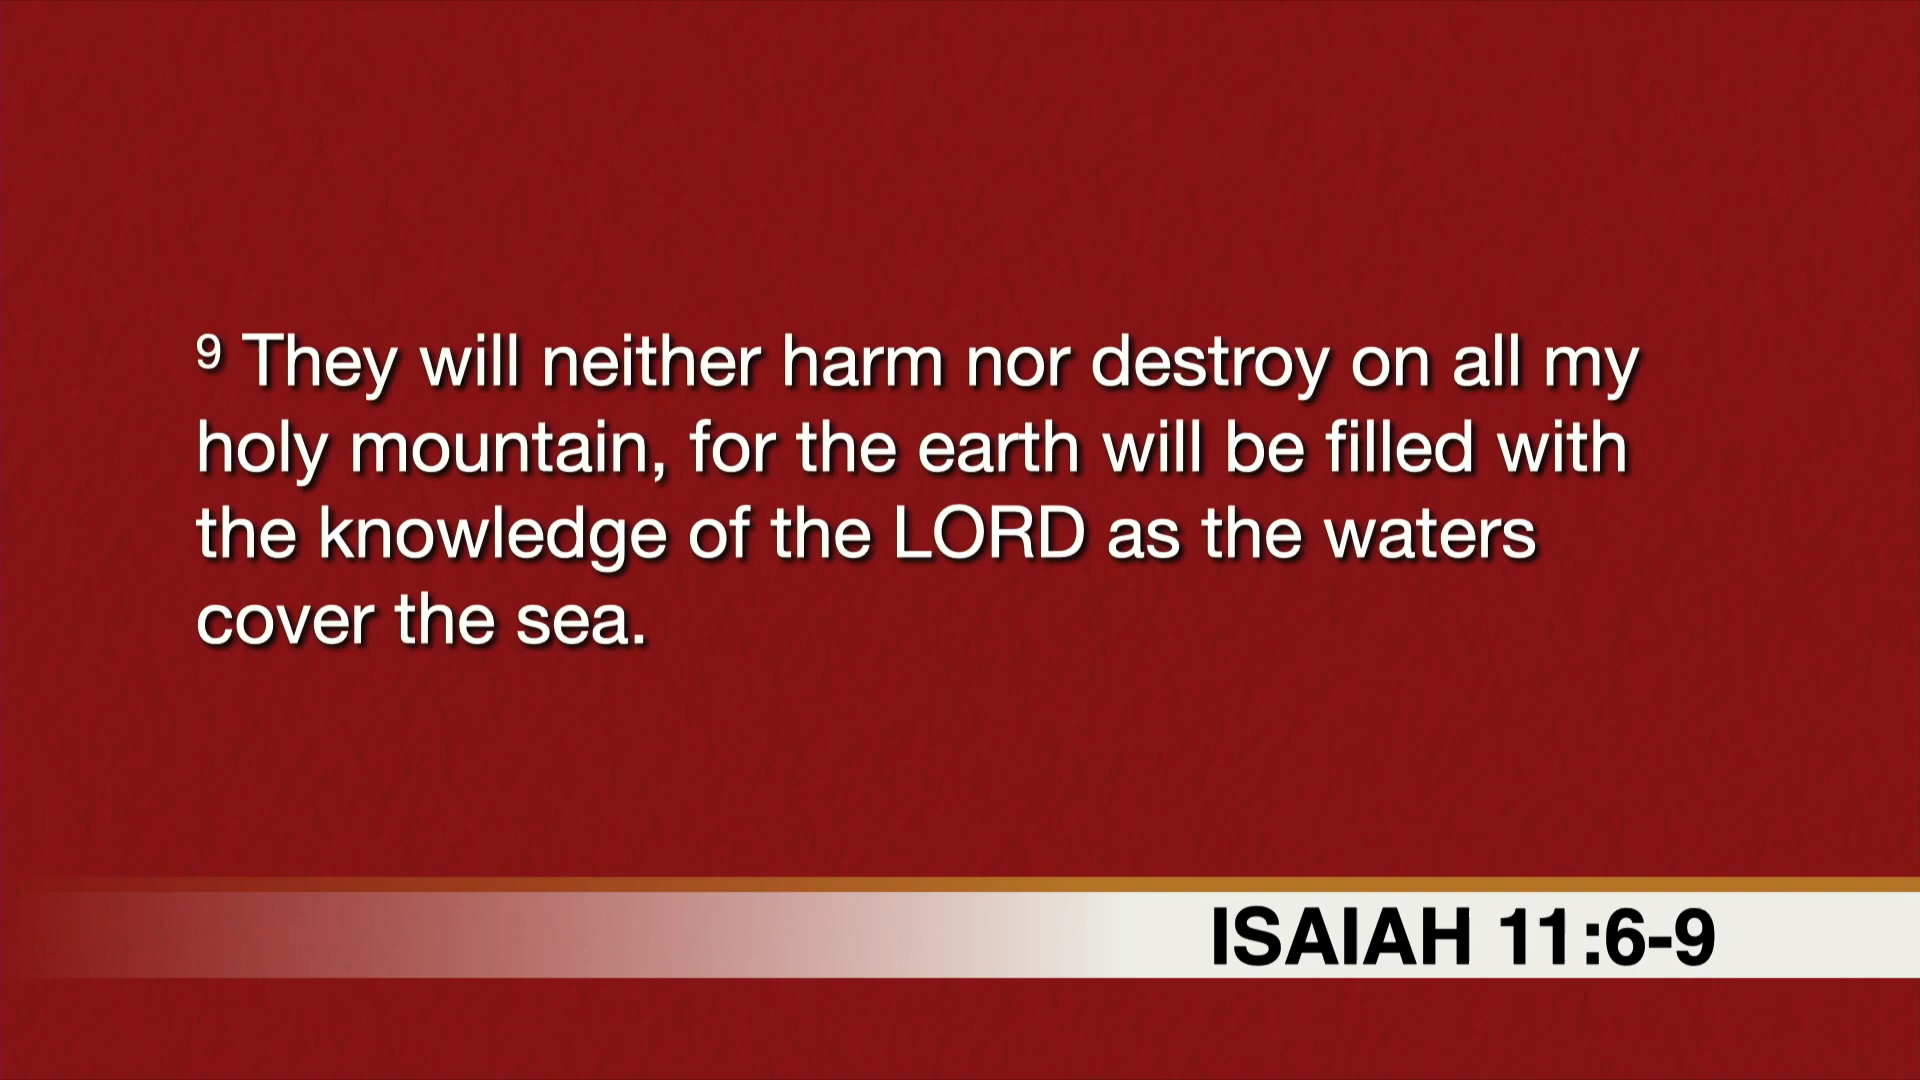 ⁹ They will neither harm nor destroy on all my
holy mountain, for the earth will be filled with
the knowledge of the LORD as the waters
cover the sea.
ISAIAH 11:6-9